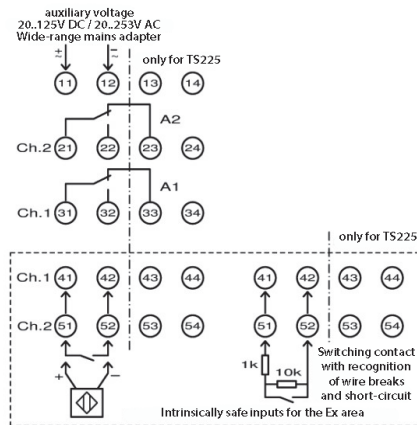 auxiliary voltage
20..125V DC / 20..253V AC
Wide-range mains adapter
only for TS225
+ ~ − ~
11 12 13 14
A2
Ch.2 21 22 23 24
A1
Ch.1 31 32 33 34
only for TS225
Ch.1 41 42 43 44 41 42 43 44
Ch.2 51 52 53 54 51 52 53 54
1k
10k
+ −
Switching contact
with recognition
of wire breaks
and short-circuit
Intrinsically safe inputs for the Ex area